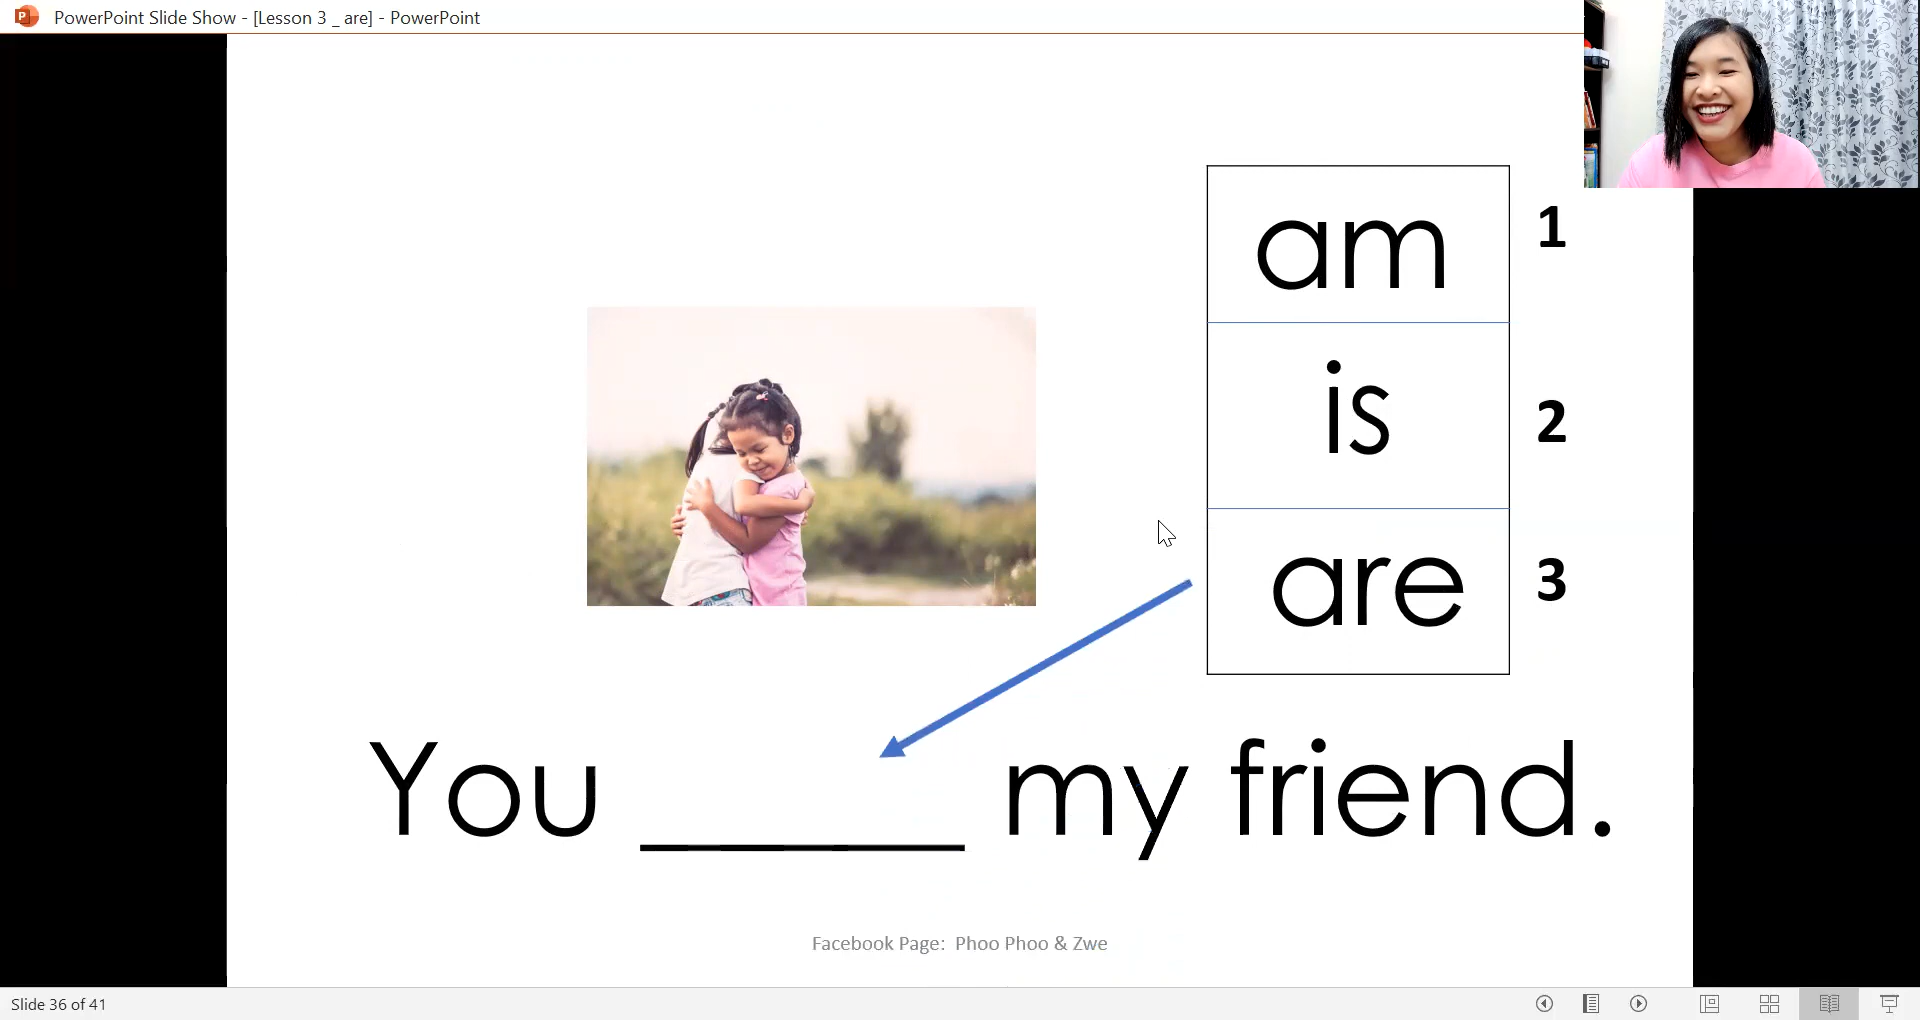 PowerPoint Slide Show - [Lesson 3 _ are] - PowerPoint
am 1
is 2
are 3
You ______ my friend.
Facebook Page: Phoo Phoo & Zwe
Slide 36 of 41